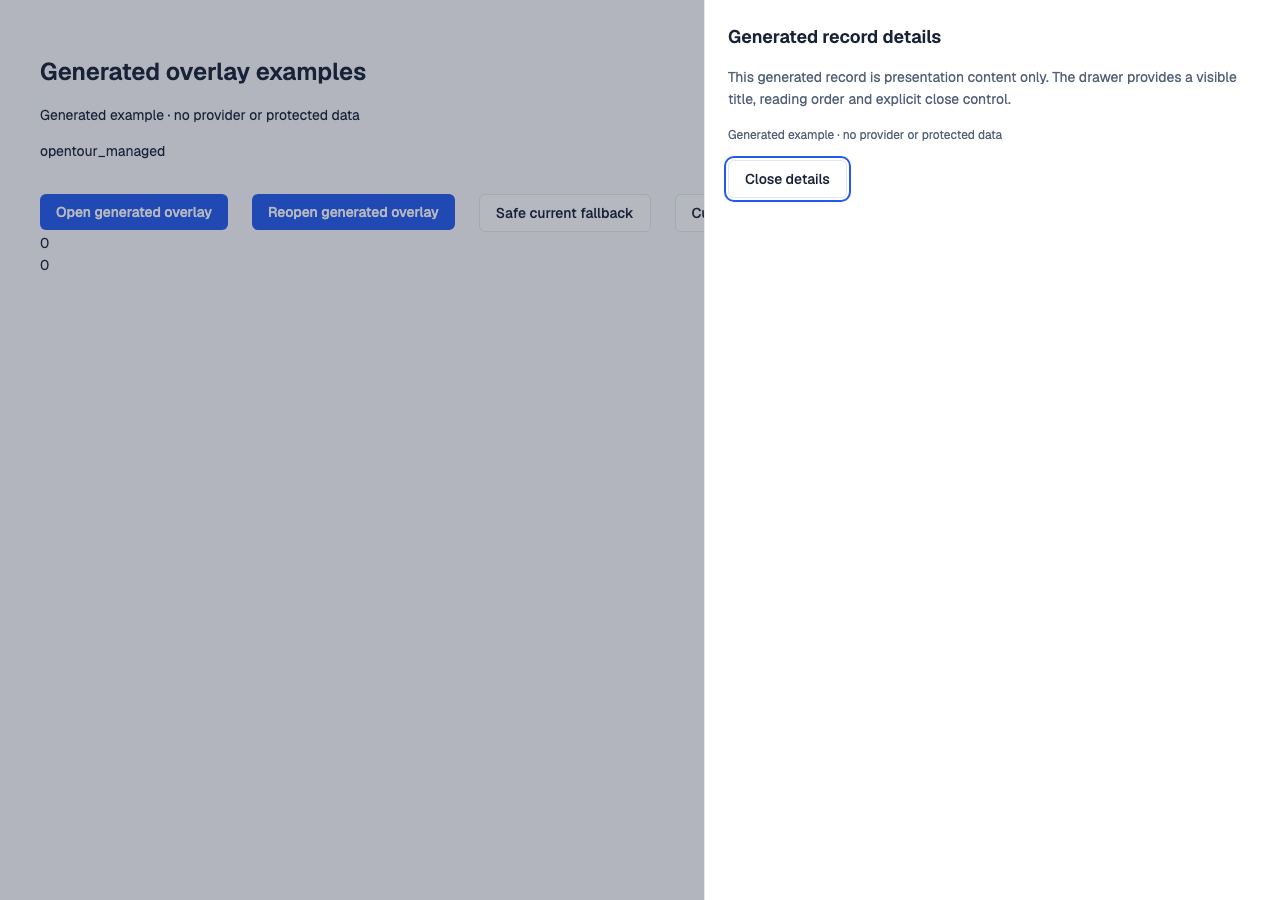 Generated overlay examples
Generated example · no provider or protected data
opentour_managed
Open generated overlay
Reopen generated overlay
Safe current fallback
0
0
Generated record details
This generated record is presentation content only. The drawer provides a visible
title, reading order and explicit close control.
Generated example · no provider or protected data
Close details